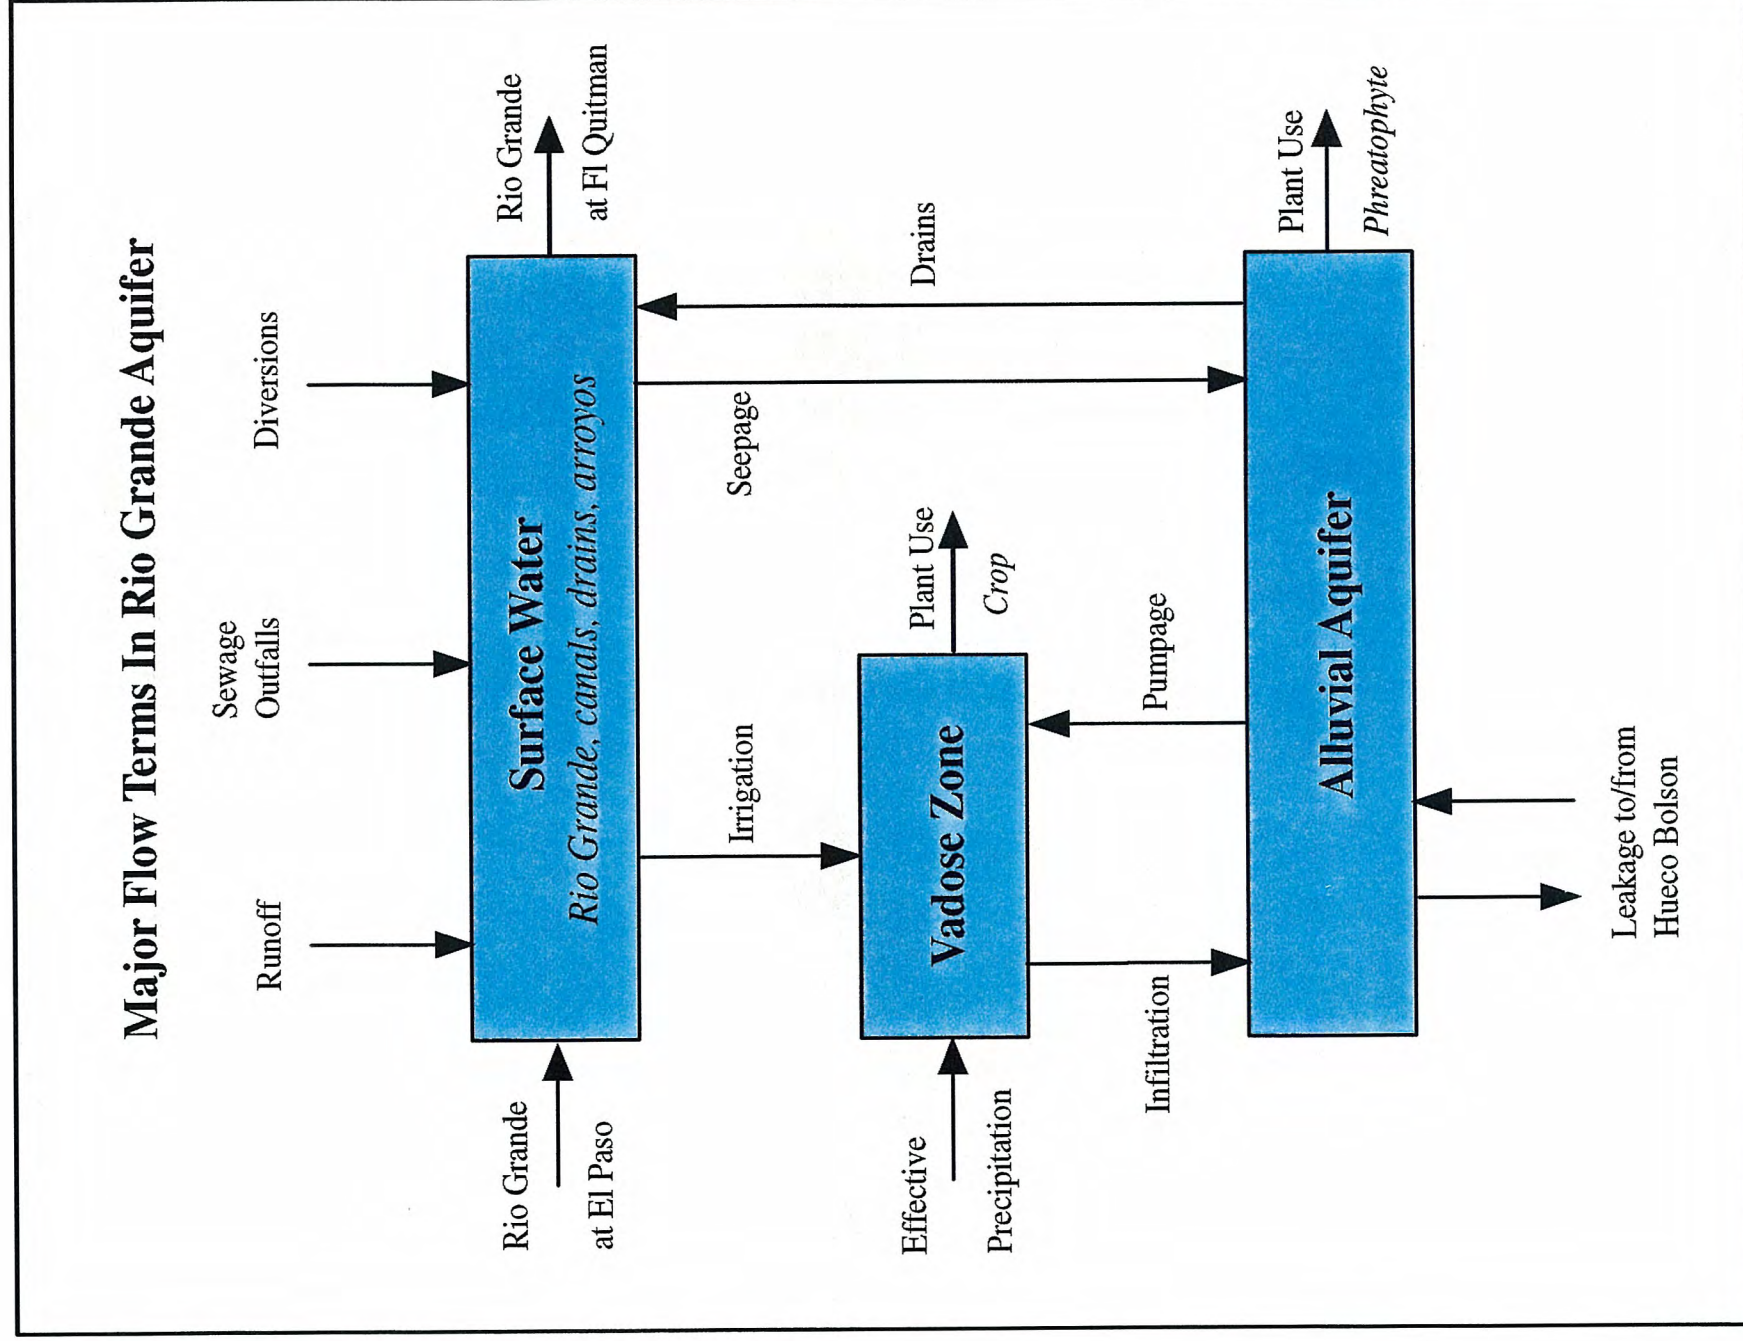 Major Flow Terms In Rio Grande Aquifer
Runoff
Sewage
Outfalls
Diversions
Rio Grande
at El Paso
Surface Water
Rio Grande, canals, drains, arroyos
Rio Grande
at Fl Quitman
Irrigation
Seepage
Drains
Effective
Precipitation
Vadose Zone
Plant Use
Crop
Infiltration
Pumpage
Alluvial Aquifer
Plant Use
Phreatophyte
Leakage to/from
Hueco Bolson